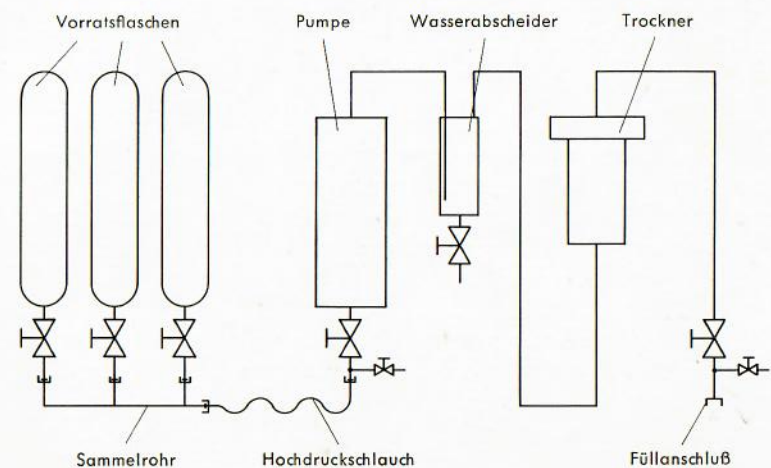 Vorratsflaschen
Pumpe
Wasserabscheider
Trockner
Sammelrohr
Hochdruckschlauch
Füllanschluß